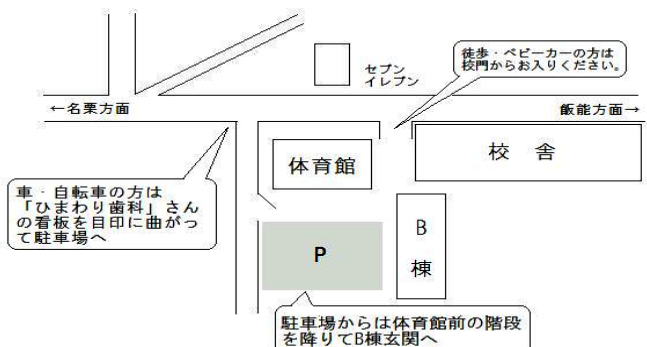 徒歩・ベビーカーの方は
校門からお入りください。
セブン
イレブン
←名栗方面
飯能方面→
体育館
校 舎
車・自転車の方は
「ひまわり歯科」さん
の看板を目印に曲がっ
て駐車場へ
P
B
棟
駐車場からは体育館前の階段
を降りてB棟玄関へ